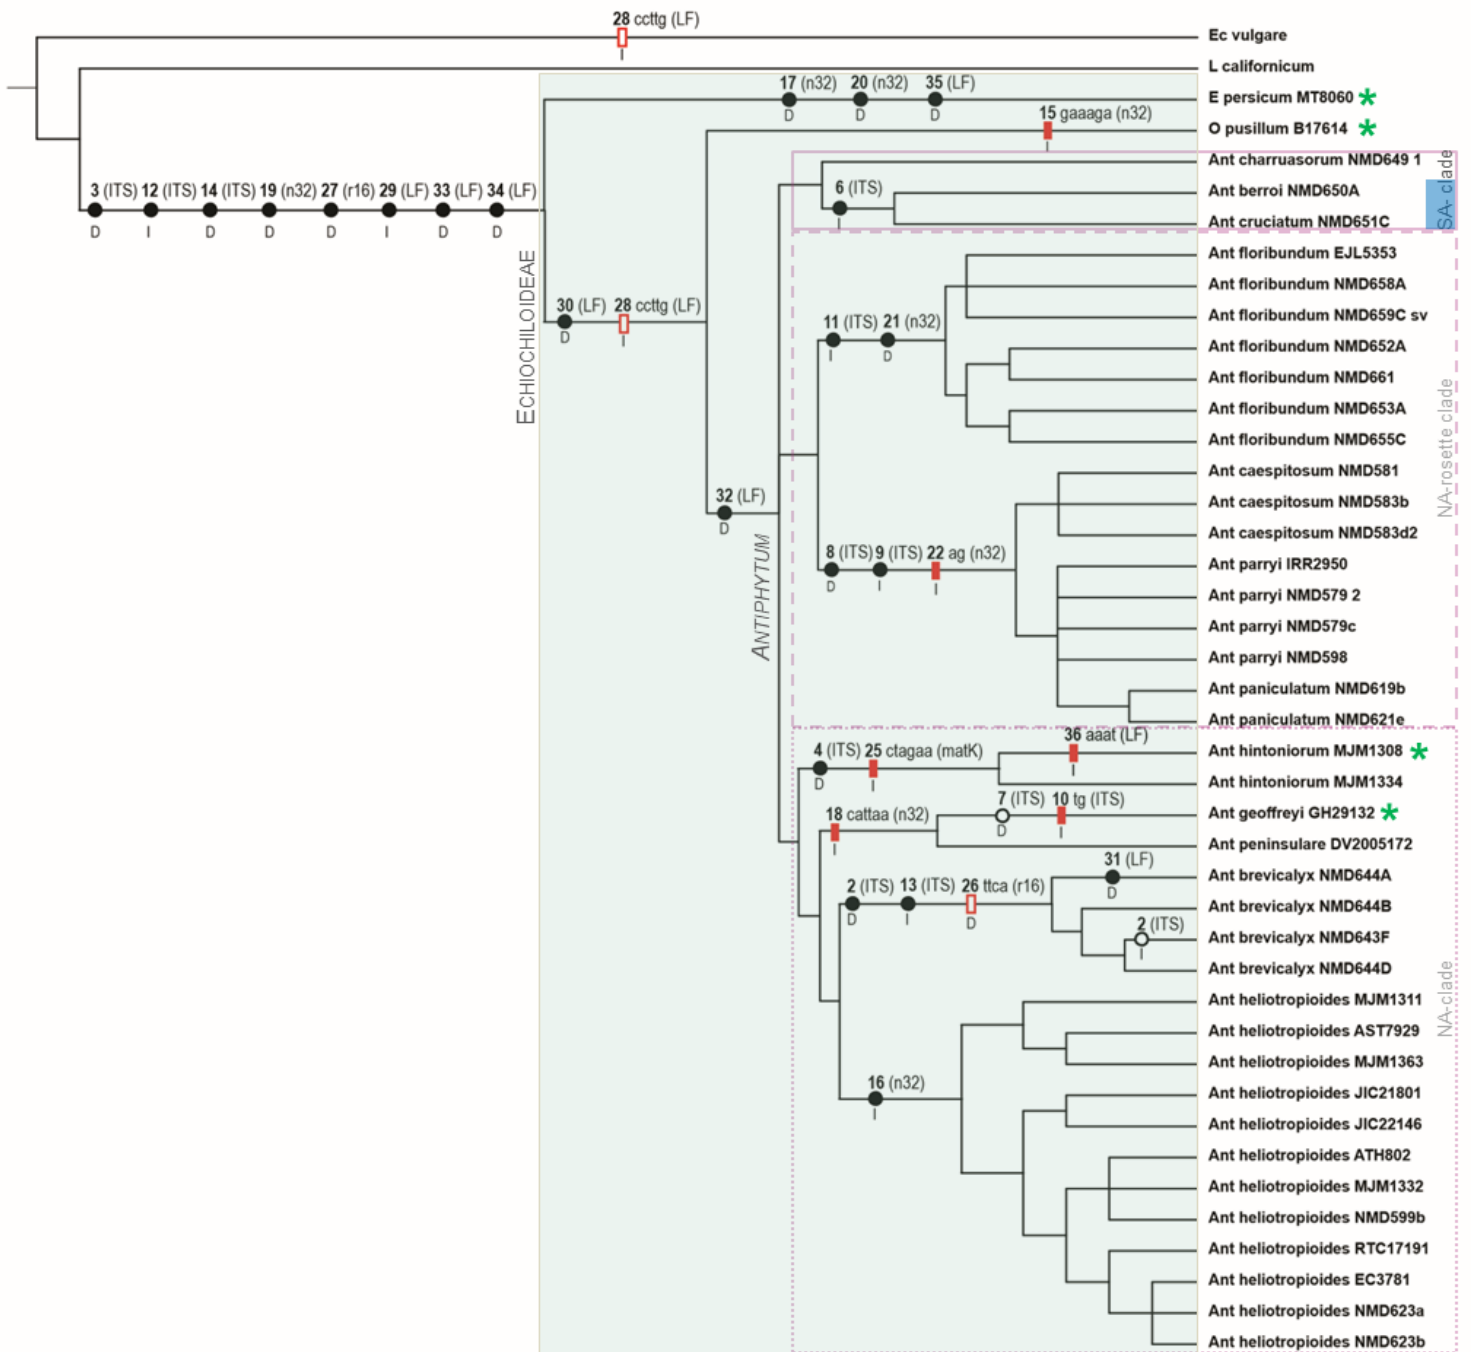 28 ccttg (LF)
I
Ec vulgare
L californicum
17 (n32) 20 (n32) 35 (LF)
D D D
E persicum MT8060 *
15 gaaaga (n32)
I
O pusillum B17614 *
Ant charruasorum NMD649 1
6 (ITS)
I
Ant berroi NMD650A
Ant cruciatum NMD651C
SA- clade
3 (ITS) 12 (ITS) 14 (ITS) 19 (n32) 27 (r16) 29 (LF) 33 (LF) 34 (LF)
D I D D D I D D
ECHIOCHILOIDEAE
30 (LF) 28 ccttg (LF)
D I
Ant floribundum EJL5353
Ant floribundum NMD658A
Ant floribundum NMD659C sv
11 (ITS) 21 (n32)
I D
Ant floribundum NMD652A
Ant floribundum NMD661
Ant floribundum NMD653A
Ant floribundum NMD655C
NA-rosette clade
32 (LF)
D
ANTIPHYTUM
Ant caespitosum NMD581
Ant caespitosum NMD583b
Ant caespitosum NMD583d2
8 (ITS) 9 (ITS) 22 ag (n32)
D I I
Ant parryi IRR2950
Ant parryi NMD579 2
Ant parryi NMD579c
Ant parryi NMD598
Ant paniculatum NMD619b
Ant paniculatum NMD621e
4 (ITS) 25 ctagaa (matK)
D I
36 aaat (LF)
I
Ant hintoniorum MJM1308 *
Ant hintoniorum MJM1334
18 cattaa (n32)
I
7 (ITS) 10 tg (ITS)
D I
Ant geoffreyi GH29132 *
Ant peninsulare DV2005172
2 (ITS) 13 (ITS) 26 ttca (r16)
D I D
31 (LF)
D
Ant brevicalyx NMD644A
Ant brevicalyx NMD644B
2 (ITS)
I
Ant brevicalyx NMD643F
Ant brevicalyx NMD644D
NA-clade
16 (n32)
I
Ant heliotropioides MJM1311
Ant heliotropioides AST7929
Ant heliotropioides MJM1363
Ant heliotropioides JIC21801
Ant heliotropioides JIC22146
Ant heliotropioides ATH802
Ant heliotropioides MJM1332
Ant heliotropioides NMD599b
Ant heliotropioides RTC17191
Ant heliotropioides EC3781
Ant heliotropioides NMD623a
Ant heliotropioides NMD623b